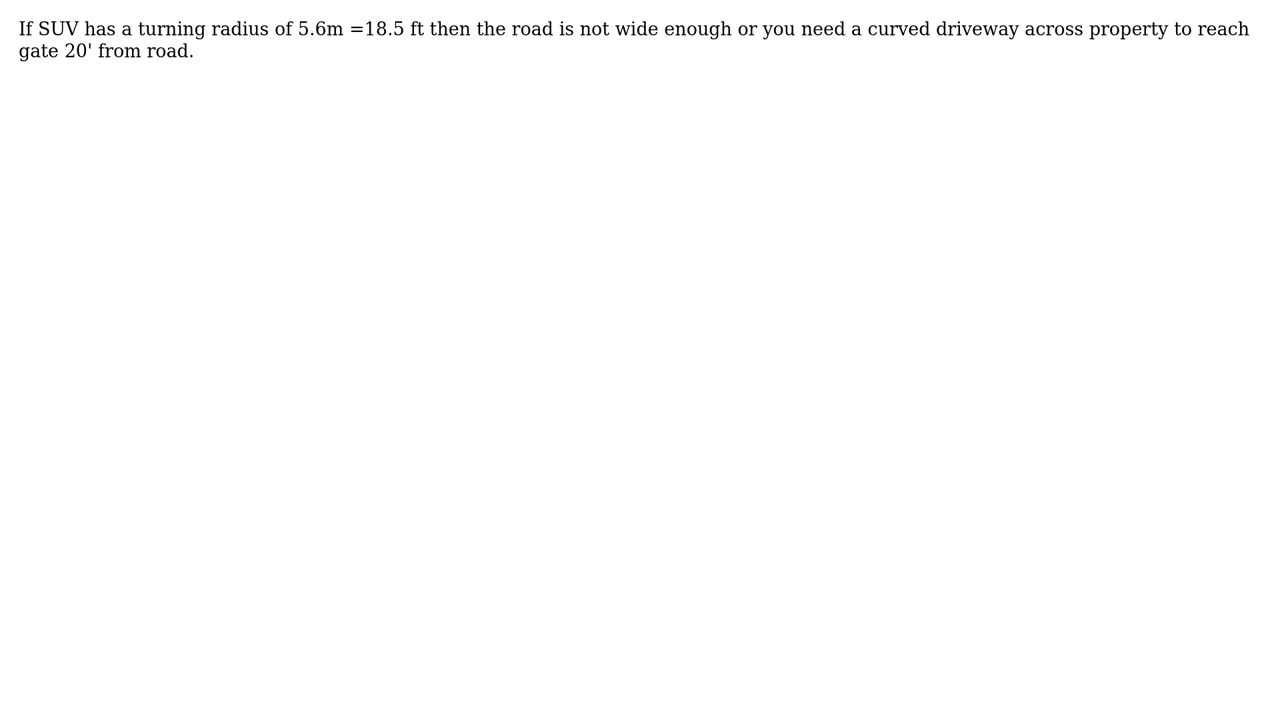 If SUV has a turning radius of 5.6m =18.5 ft then the road is not wide enough or you need a curved driveway across property to reach
gate 20' from road.